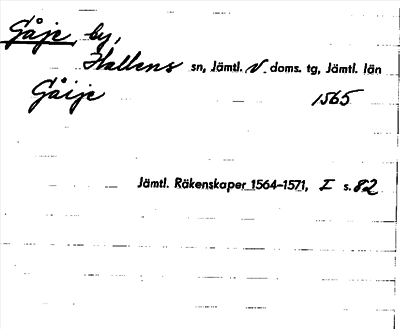 Gåje by,
Hallens sn, Jämtl. V. doms. tg, Jämtl. län
Gåije 1565
Jämtl. Räkenskaper 1564–1571, I s. 82